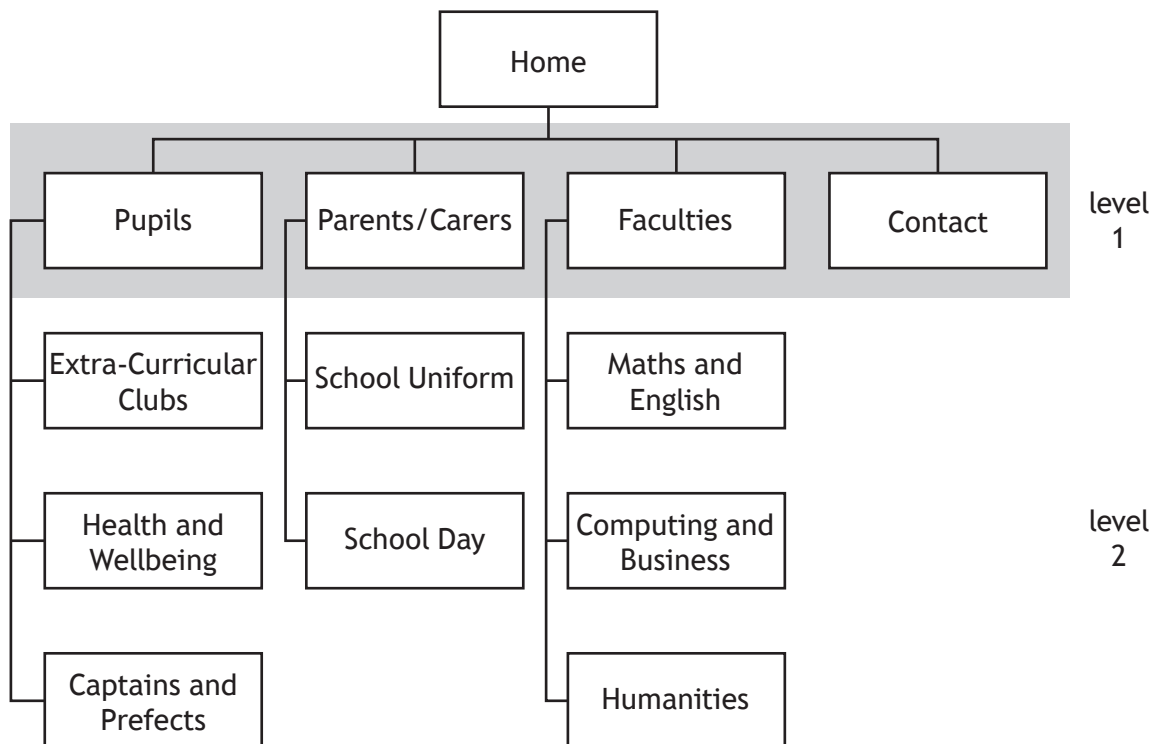 Home
Pupils
Parents/Carers
Faculties
Contact
level
1
Extra-Curricular
Clubs
School Uniform
Maths and
English
Health and
Wellbeing
School Day
Computing and
Business
level
2
Captains and
Prefects
Humanities